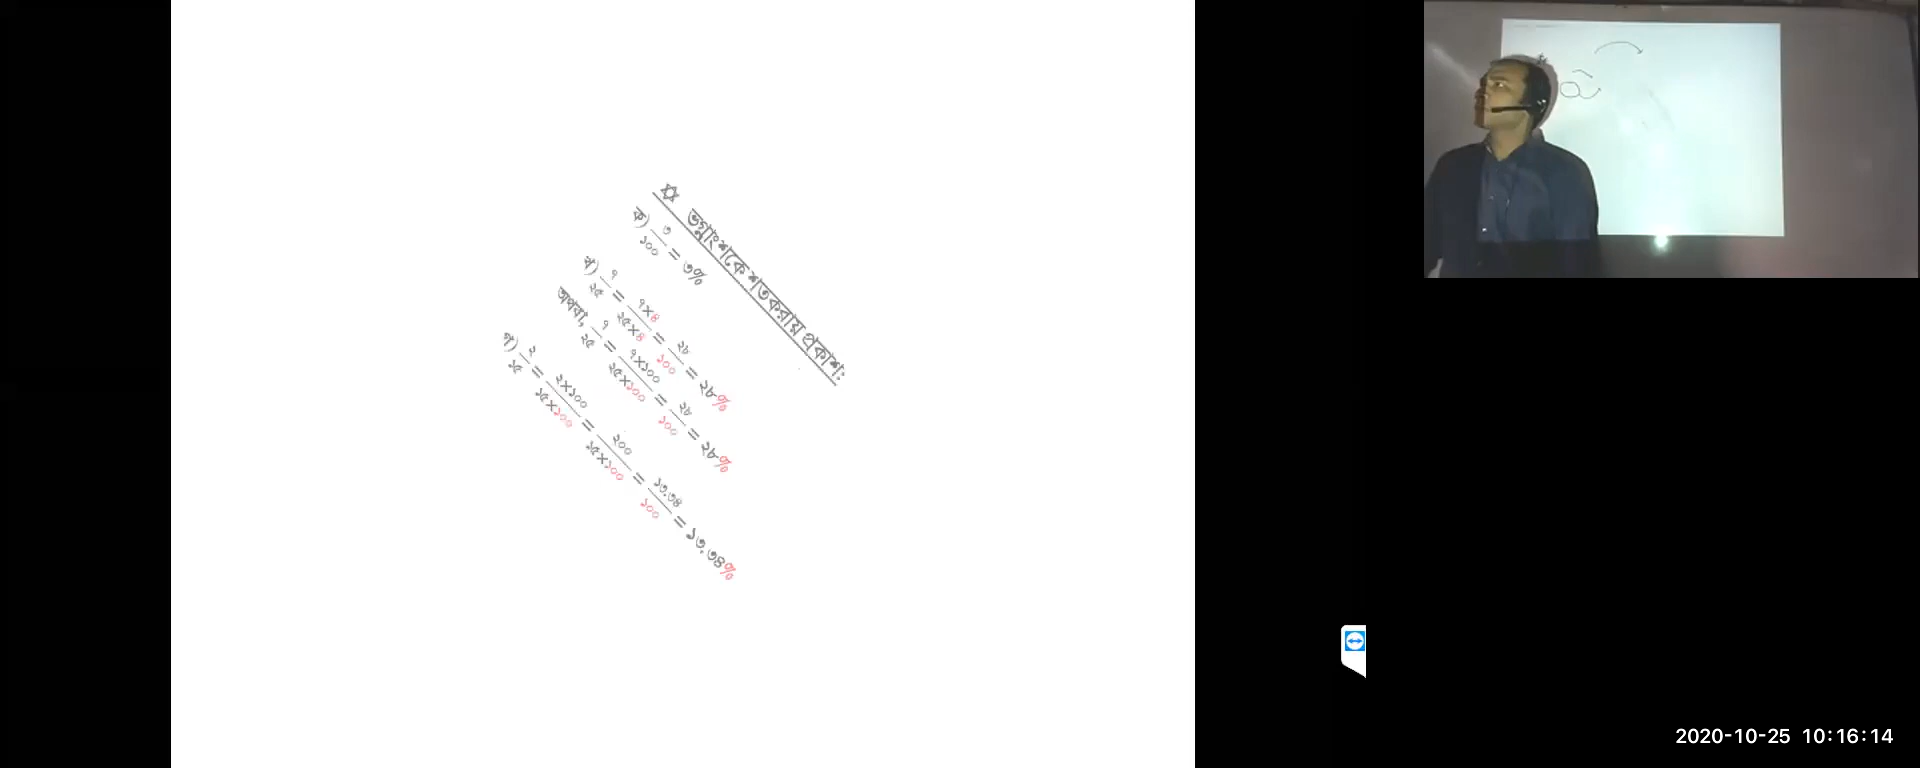 ✡ ভগ্নাংশকে শতকরায় প্রকাশঃ
ক) ৩/১০০ = ৩%
খ) ৭/২৫ = ৭×৪/২৫×৪ = ২৮/১০০ = ২৮%
অথবা, ৭/২৫ = ৭×১০০/২৫×১০০ = ২৮/১০০ = ২৮%
গ) ২/১৫ = ২×১০০/১৫×১০০ = ২০০/১৫×১০০ = ১৩.৩৪/১০০ = ১৩.৩৪%
2020-10-25 10:16:14